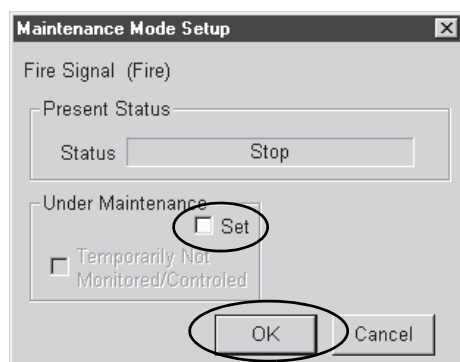 Maintenance Mode Setup
Fire Signal (Fire)
Present Status
Status Stop
Under Maintenance
Set
Temporarily Not
Monitored/Controled
OK Cancel